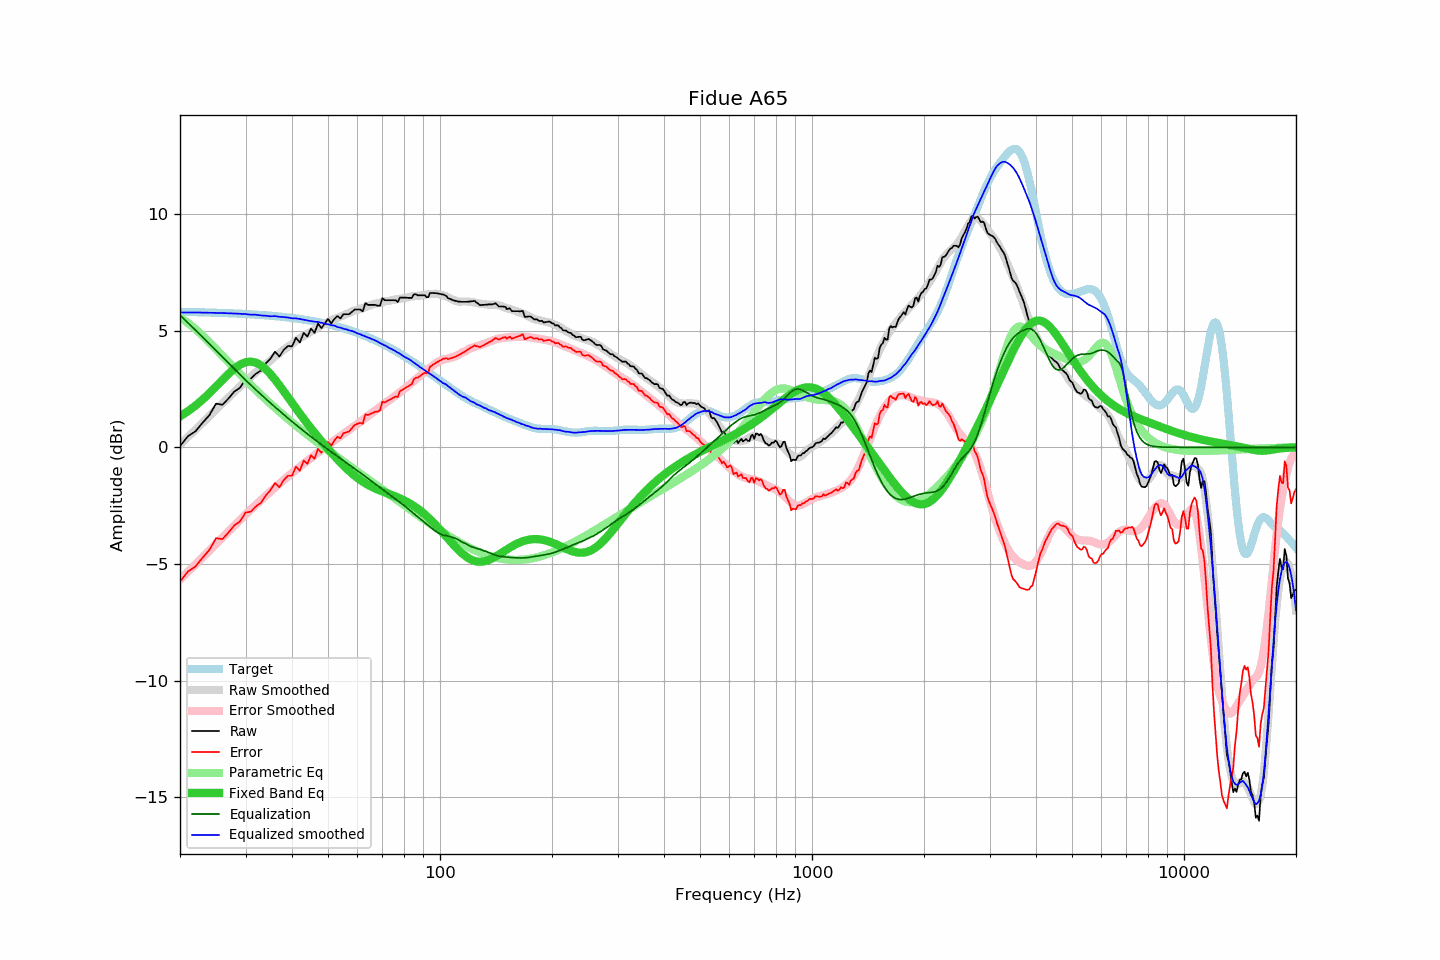 Fidue A65
Amplitude (dBr)
10
5
0
−5
−10
−15
Target
Raw Smoothed
Error Smoothed
Raw
Error
Parametric Eq
Fixed Band Eq
Equalization
Equalized smoothed
100
1000
10000
Frequency (Hz)